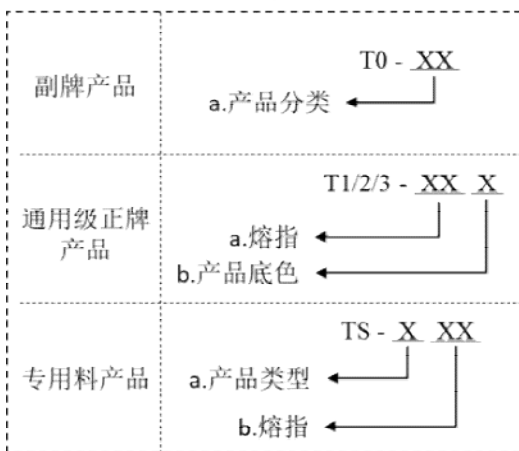 副牌产品
T0 - XX
a.产品分类
通用级正牌
产品
T1/2/3 - XX X
a.熔指
b.产品底色
专用料产品
TS - X XX
a.产品类型
b.熔指